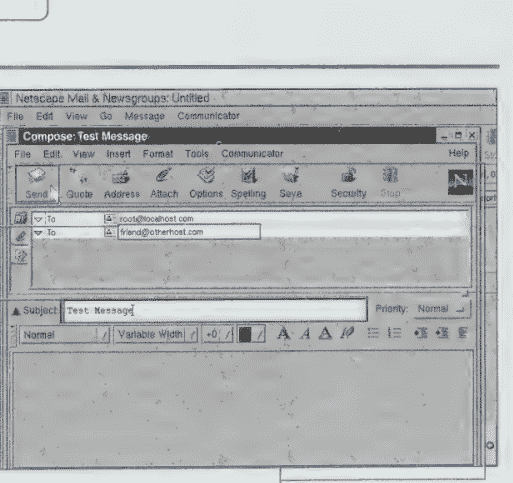 Netscape Mail & Newsgroups: Untitled
File Edit View Go Message Communicator
Compose: Test Message
File Edit View Insert Format Tools Communicator Help
Send Quote Address Attach Options Spelling Save Security Stop
To root@localhost.com
To friend@otherhost.com
Subject: Test Message Priority: Normal
Normal Variable Width +0
A A A